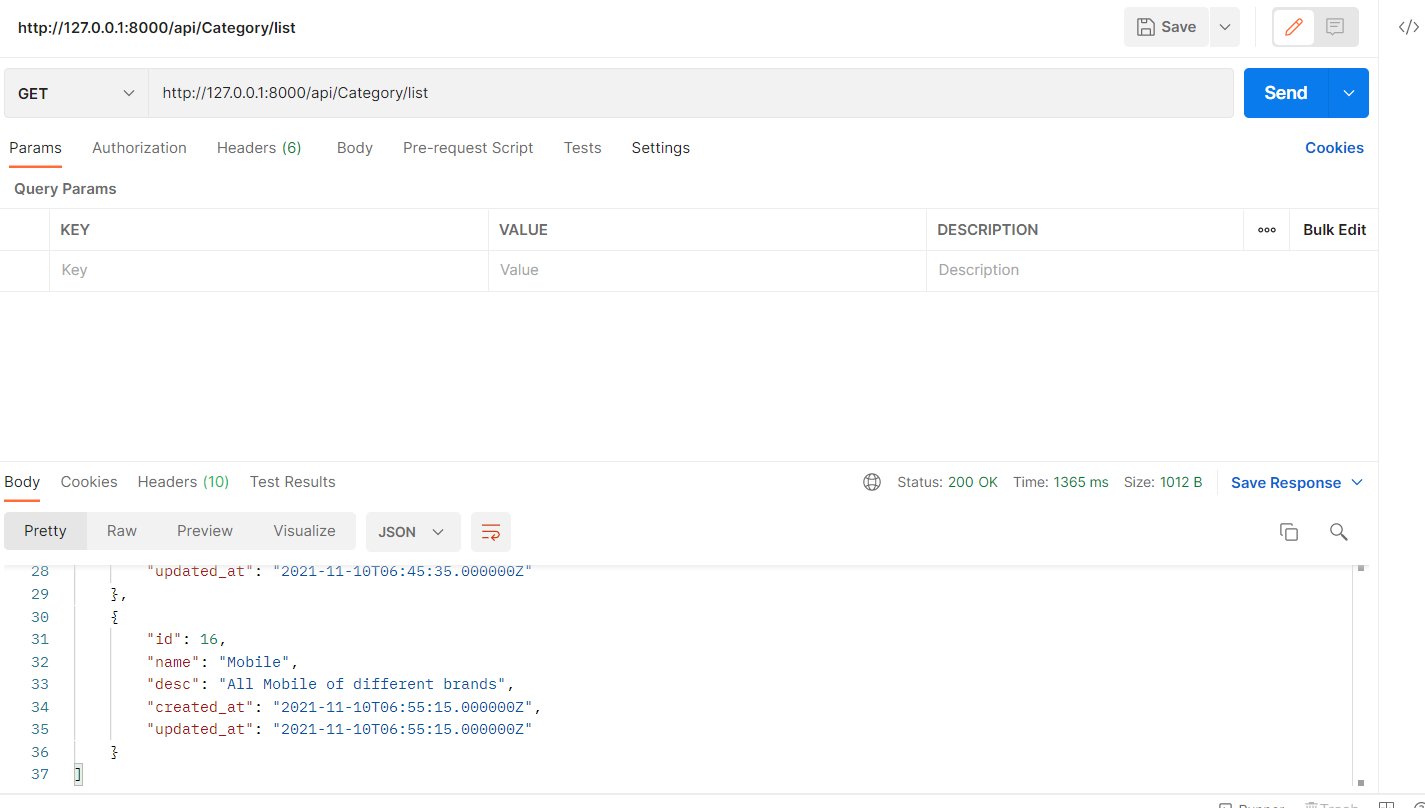 http://127.0.0.1:8000/api/Category/list
Save
</>
GET
http://127.0.0.1:8000/api/Category/list
Send
Params Authorization Headers (6) Body Pre-request Script Tests Settings Cookies
Query Params
KEY VALUE DESCRIPTION ooo Bulk Edit
Key Value Description
Body Cookies Headers (10) Test Results Status: 200 OK Time: 1365 ms Size: 1012 B Save Response
Pretty Raw Preview Visualize JSON
28 "updated_at": "2021-11-10T06:45:35.000000Z"
29 },
30 {
31 "id": 16,
32 "name": "Mobile",
33 "desc": "All Mobile of different brands",
34 "created_at": "2021-11-10T06:55:15.000000Z",
35 "updated_at": "2021-11-10T06:55:15.000000Z"
36 }
37 ]
Runner Trash